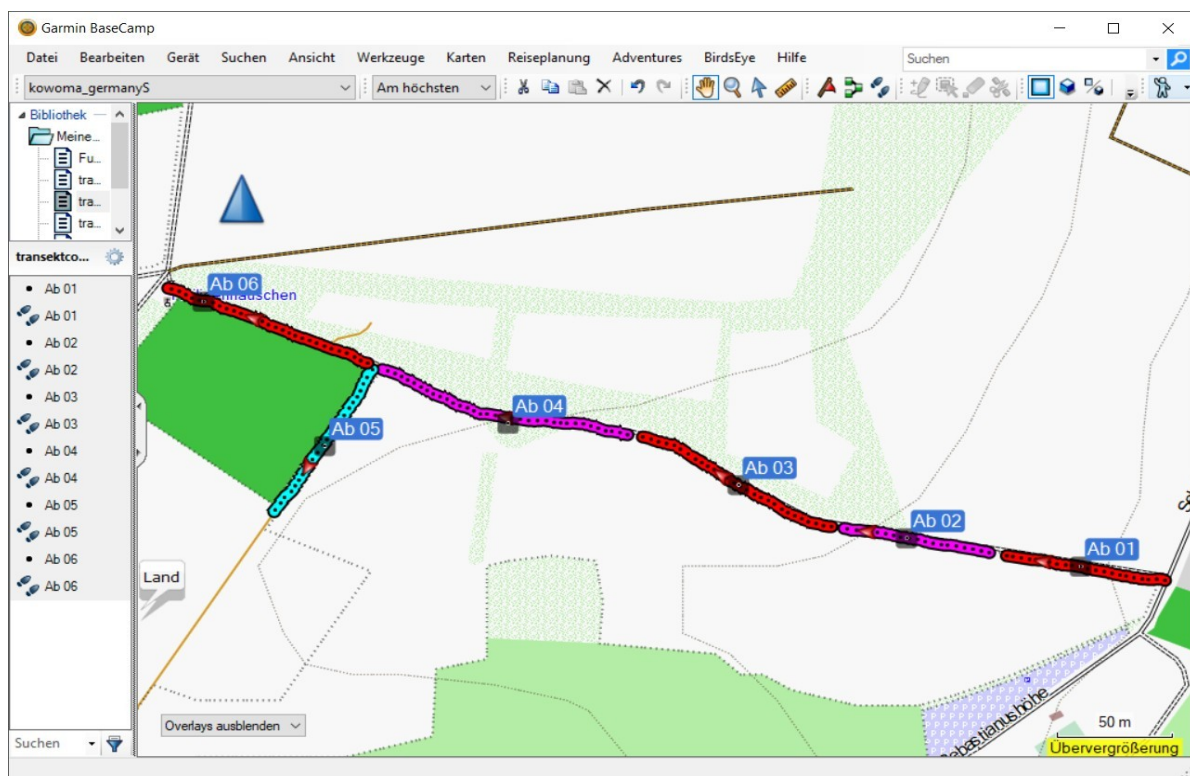 Garmin BaseCamp
Datei Bearbeiten Gerät Suchen Ansicht Werkzeuge Karten Reiseplanung Adventures BirdsEye Hilfe
Suchen
kowoma_germanyS
Am höchsten
Bibliothek
Meine...
Fu...
tra...
tra...
tra...
transektco...
Ab 01
Ab 01
Ab 02
Ab 02
Ab 03
Ab 03
Ab 04
Ab 04
Ab 05
Ab 05
Ab 06
Ab 06
Suchen
Ab 06
Ab 04
Ab 05
Ab 03
Ab 02
Ab 01
Land
Overlays ausblenden
50 m
Übervergrößerung